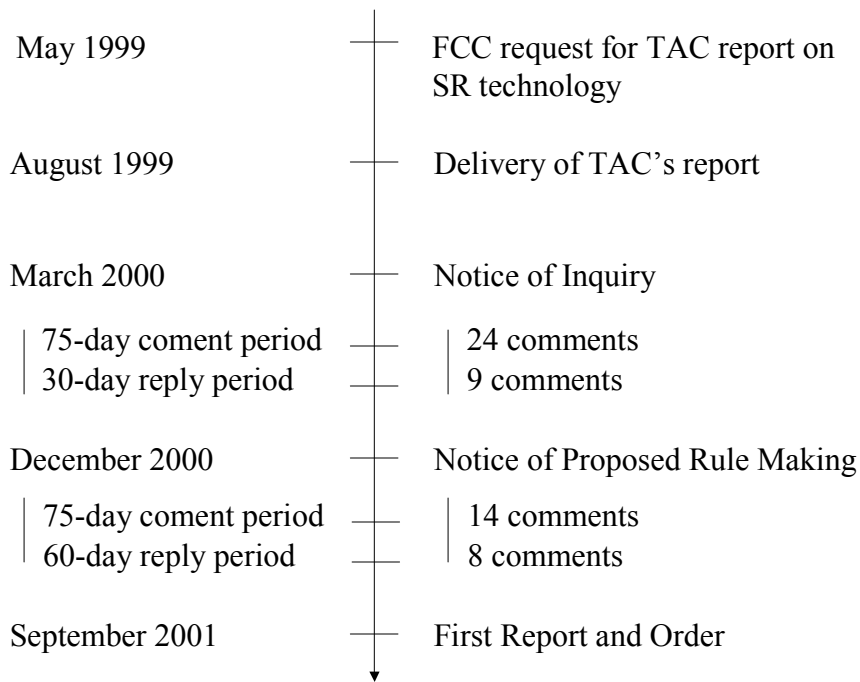 May 1999
FCC request for TAC report on
SR technology
August 1999
Delivery of TAC's report
March 2000
Notice of Inquiry
75-day coment period
24 comments
30-day reply period
9 comments
December 2000
Notice of Proposed Rule Making
75-day coment period
14 comments
60-day reply period
8 comments
September 2001
First Report and Order